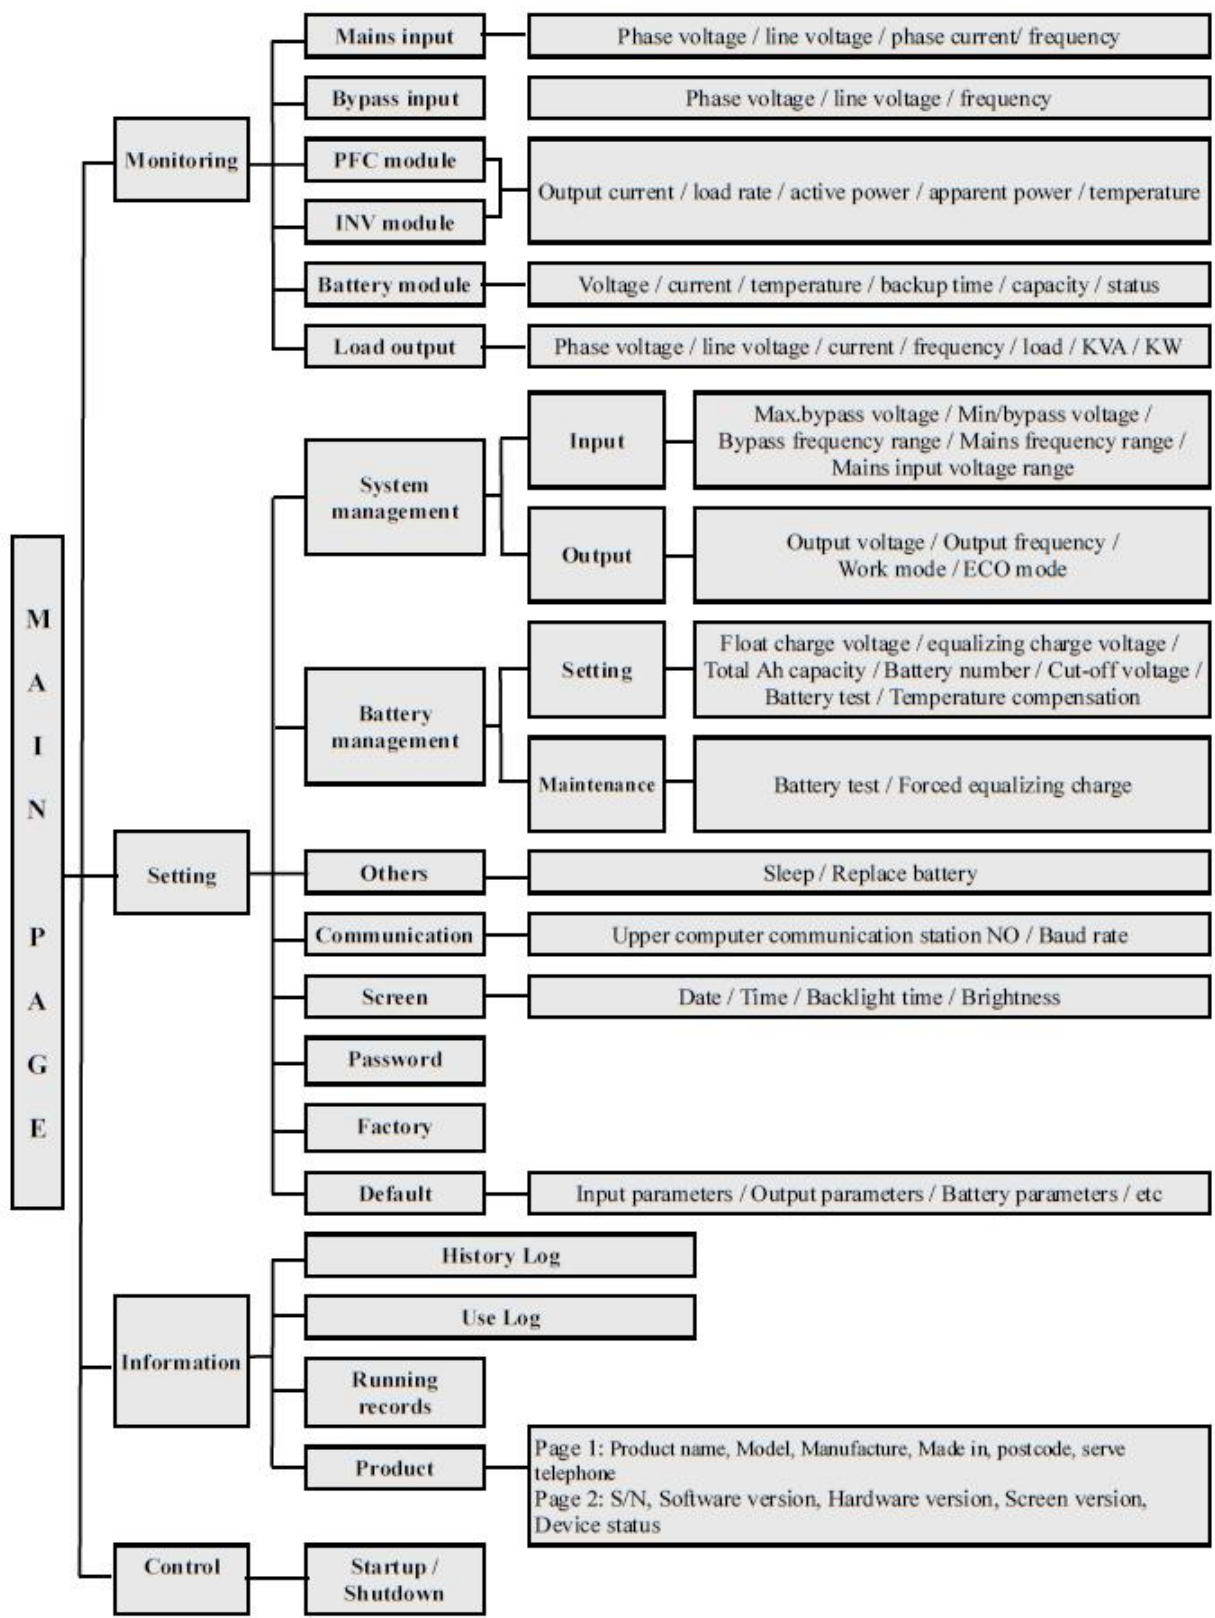 MAIN PAGE
Monitoring
Mains input
Phase voltage / line voltage / phase current/ frequency
Bypass input
Phase voltage / line voltage / frequency
PFC module
INV module
Output current / load rate / active power / apparent power / temperature
Battery module
Voltage / current / temperature / backup time / capacity / status
Load output
Phase voltage / line voltage / current / frequency / load / KVA / KW
Setting
System
management
Input
Max.bypass voltage / Min/bypass voltage /
Bypass frequency range / Mains frequency range /
Mains input voltage range
Output
Output voltage / Output frequency /
Work mode / ECO mode
Battery
management
Setting
Float charge voltage / equalizing charge voltage /
Total Ah capacity / Battery number / Cut-off voltage /
Battery test / Temperature compensation
Maintenance
Battery test / Forced equalizing charge
Others
Sleep / Replace battery
Communication
Upper computer communication station NO / Baud rate
Screen
Date / Time / Backlight time / Brightness
Password
Factory
Default
Input parameters / Output parameters / Battery parameters / etc
Information
History Log
Use Log
Running
records
Product
Page 1: Product name, Model, Manufacture, Made in, postcode, serve
telephone
Page 2: S/N, Software version, Hardware version, Screen version,
Device status
Control
Startup /
Shutdown